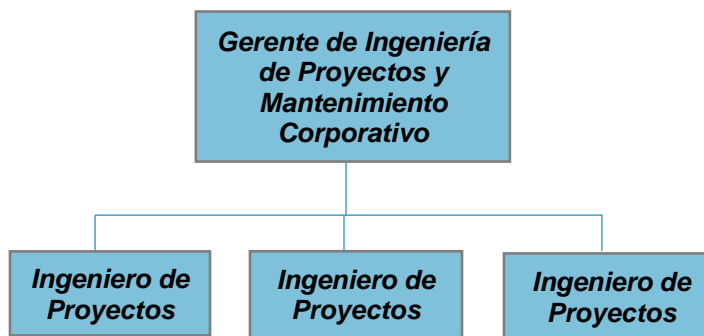 Gerente de Ingeniería
de Proyectos y
Mantenimiento
Corporativo
Ingeniero de
Proyectos
Ingeniero de
Proyectos
Ingeniero de
Proyectos